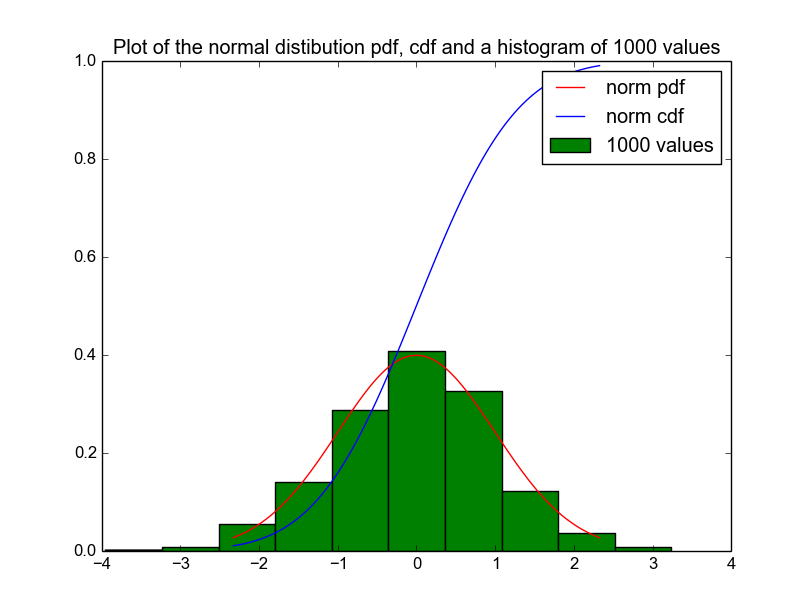 Plot of the normal distibution pdf, cdf and a histogram of 1000 values
1.0
norm pdf
norm cdf
1000 values
0.8
0.6
0.4
0.2
0.0
−4 −3 −2 −1 0 1 2 3 4